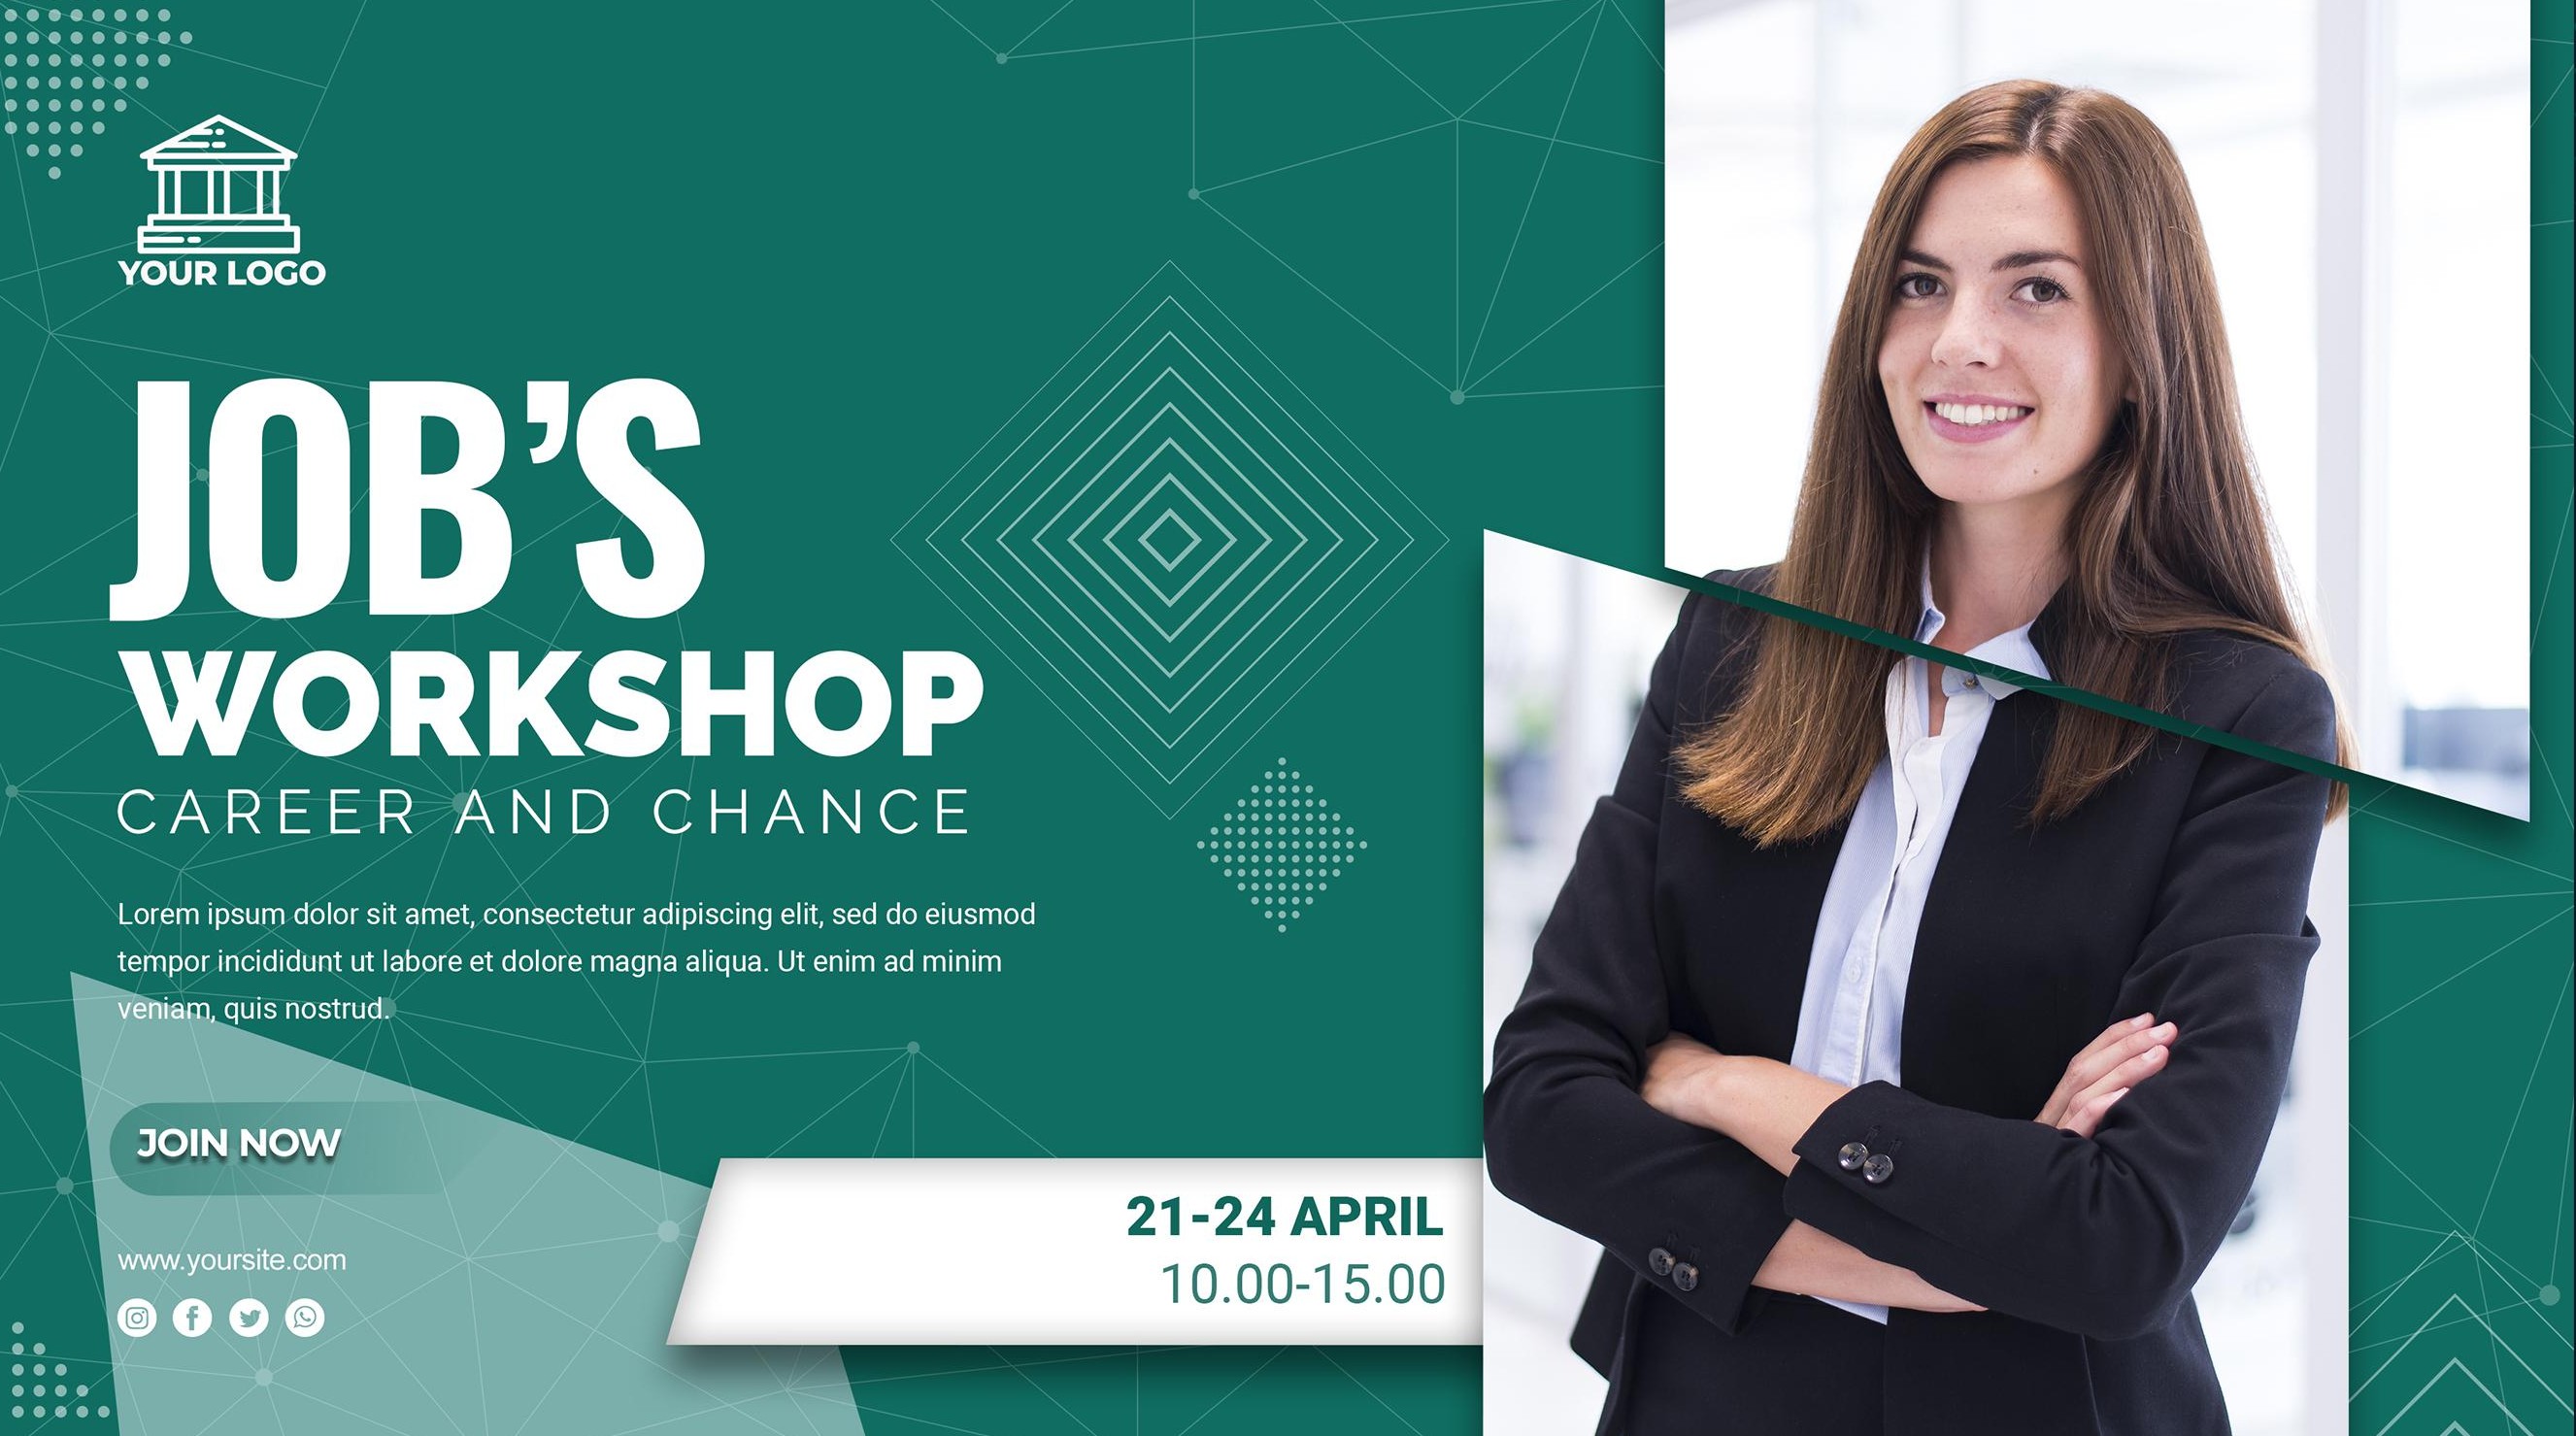 YOUR LOGO
JOB’S
WORKSHOP
CAREER AND CHANCE
Lorem ipsum dolor sit amet, consectetur adipiscing elit, sed do eiusmod
tempor incididunt ut labore et dolore magna aliqua. Ut enim ad minim
veniam, quis nostrud.
JOIN NOW
www.yoursite.com
21-24 APRIL
10.00-15.00